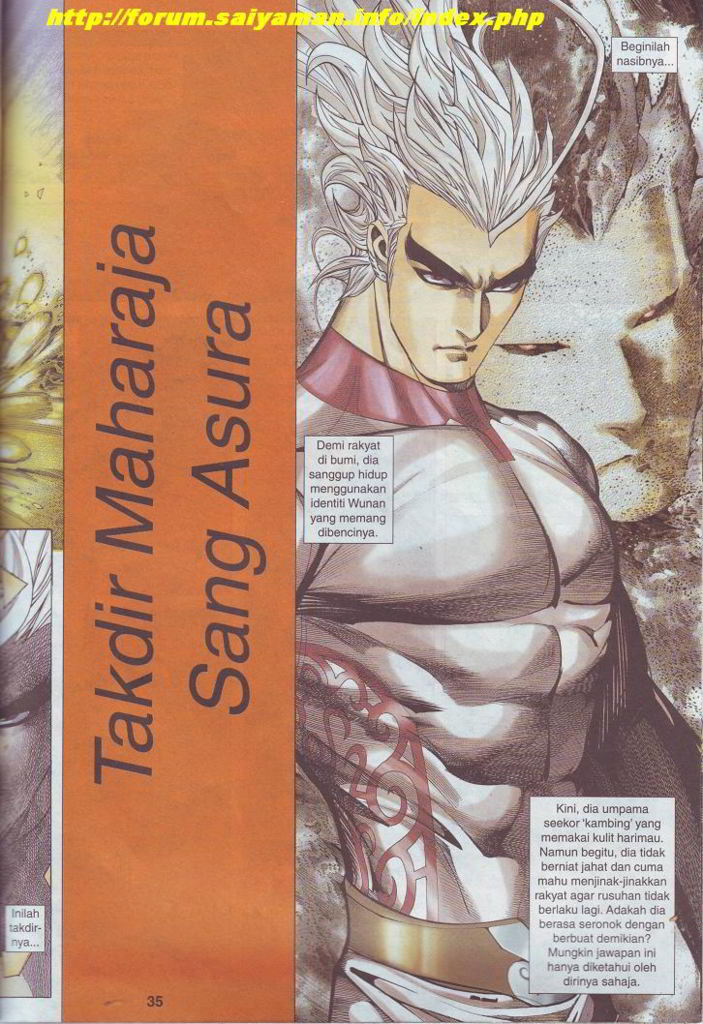 http://forum.saiyaman.info/index.php
Beginilah
nasibnya...
Takdir Maharaja
Sang Asura
Demi rakyat
di bumi, dia
sanggup hidup
menggunakan
identiti Wunan
yang memang
dibencinya.
Kini, dia umpama
seekor ‘kambing’ yang
memakai kulit harimau.
Namun begitu, dia tidak
berniat jahat dan cuma
mahu menjinak-jinakkan
rakyat agar rusuhan tidak
berlaku lagi. Adakah dia
berasa seronok dengan
berbuat demikian?
Mungkin jawapan ini
hanya diketahui oleh
dirinya sahaja.
Inilah
takdir-
nya...
35